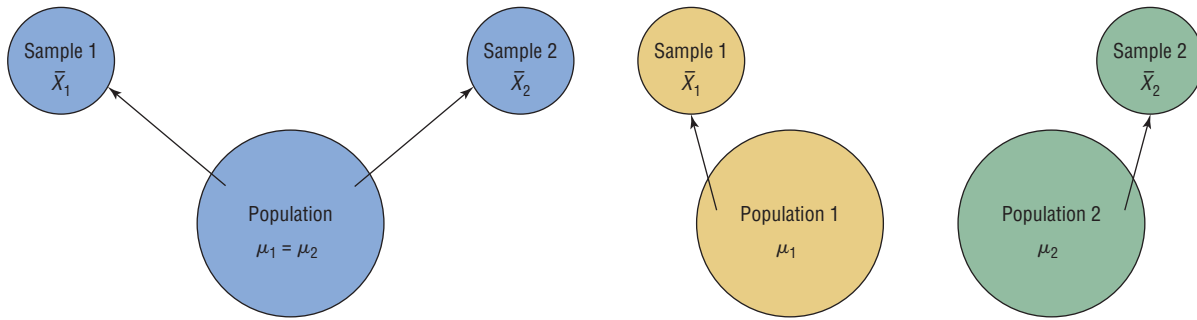 Sample 1
X̄₁
Sample 2
X̄₂
Population
μ₁ = μ₂
Sample 1
X̄₁
Population 1
μ₁
Sample 2
X̄₂
Population 2
μ₂